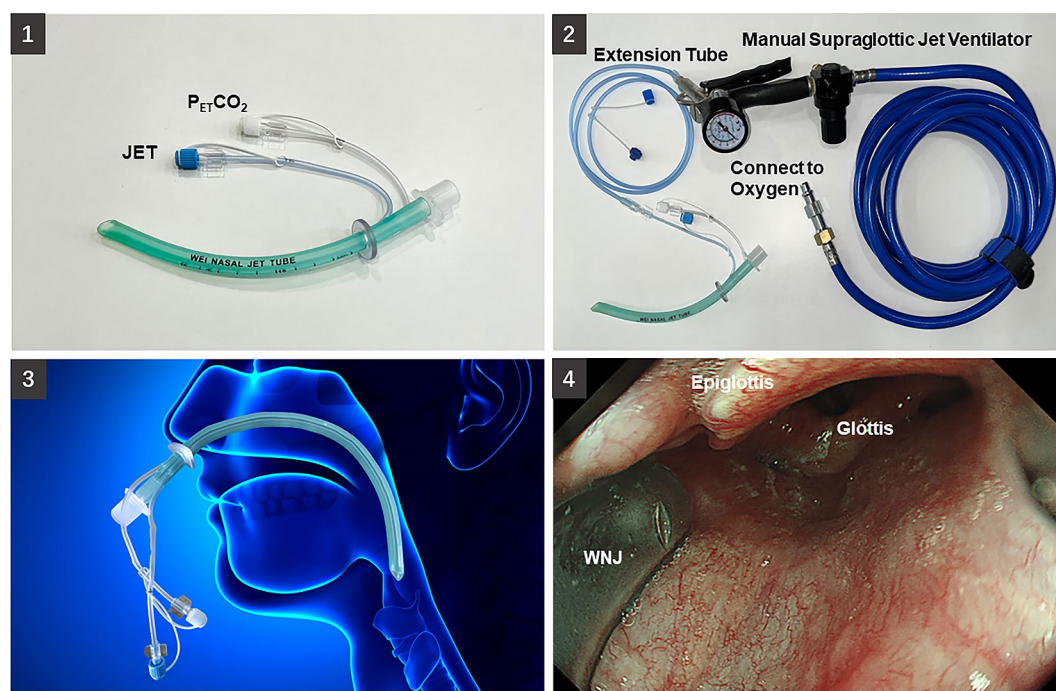 1
P_ETCO₂
JET
WEI NASAL JET TUBE
2
Extension Tube
Manual Supraglottic Jet Ventilator
Connect to
Oxygen
WEI NASAL JET TUBE
3
4
Epiglottis
Glottis
WNJ